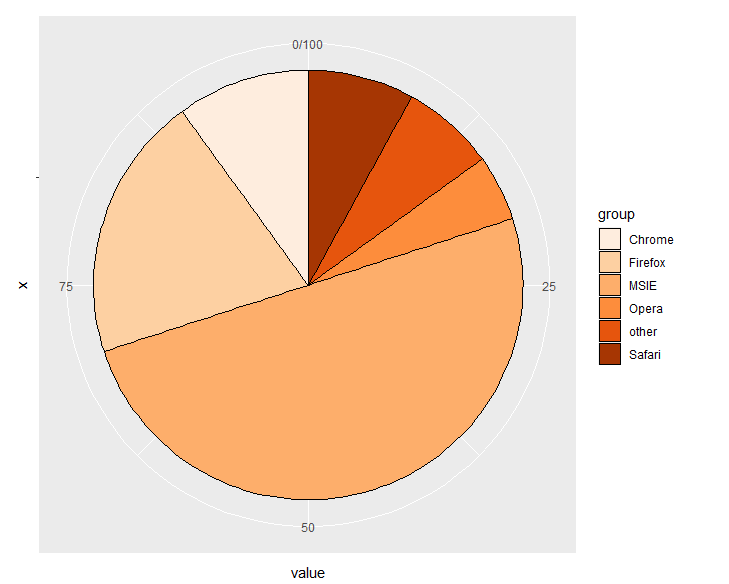 0/100
25
50
75
x
value
group
Chrome
Firefox
MSIE
Opera
other
Safari